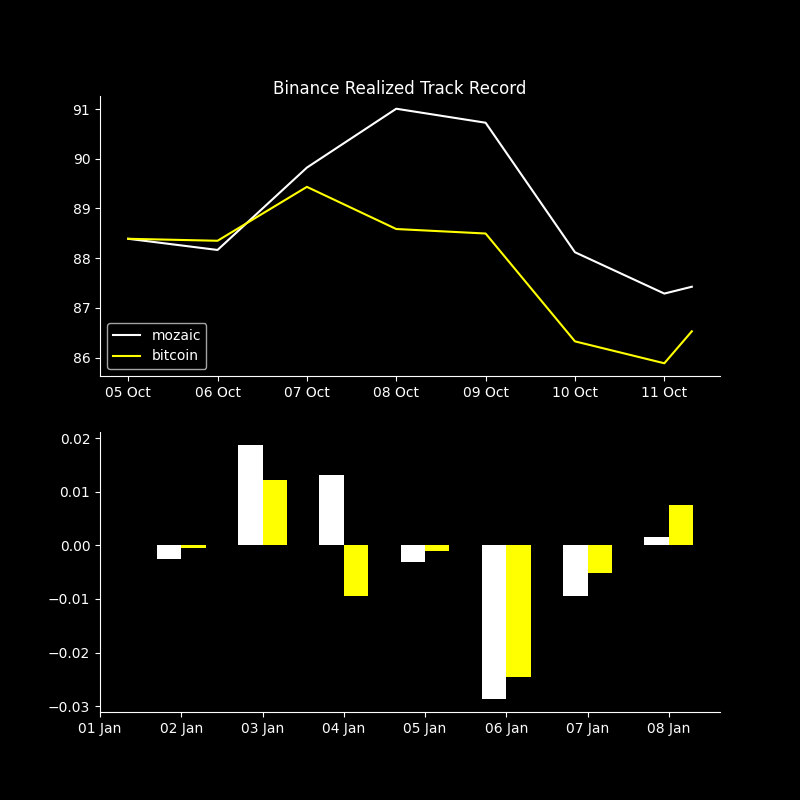 Binance Realized Track Record
91
90
89
88
87
86
mozaic
bitcoin
05 Oct 06 Oct 07 Oct 08 Oct 09 Oct 10 Oct 11 Oct
0.02
0.01
0.00
−0.01
−0.02
−0.03
01 Jan 02 Jan 03 Jan 04 Jan 05 Jan 06 Jan 07 Jan 08 Jan